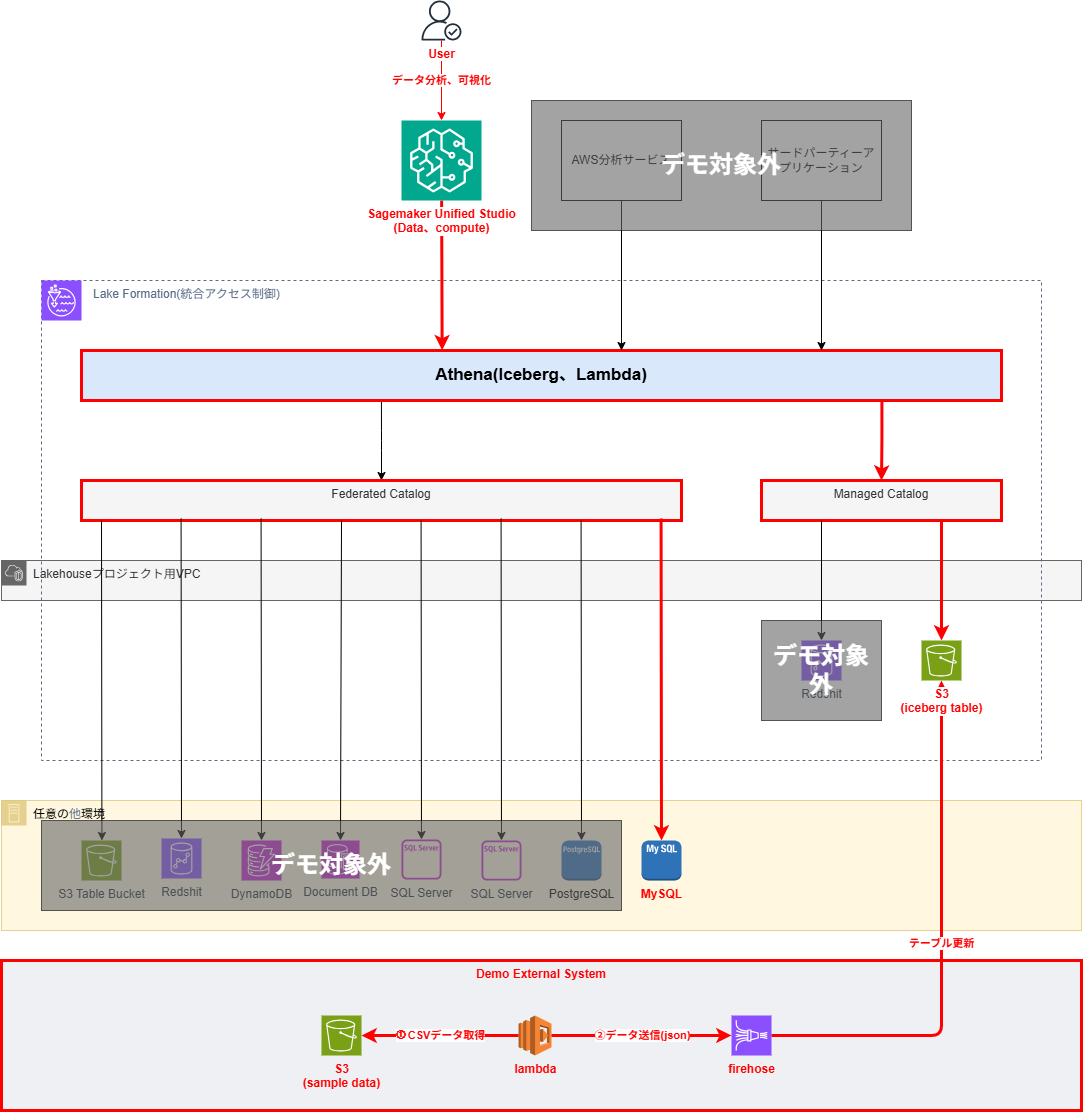 User
データ分析、可視化
Sagemaker Unified Studio
(Data、compute)
AWS分析サービス
サードパーティーア
プリケーション
デモ対象外
Lake Formation(統合アクセス制御)
Athena(Iceberg、Lambda)
Federated Catalog
Managed Catalog
Lakehouseプロジェクト用VPC
デモ対象
外
Redshit
S3
(iceberg table)
任意の他環境
デモ対象外
S3 Table Bucket
Redshit
DynamoDB
Document DB
SQL Server
SQL Server
SQL Server
SQL Server
PostgreSQL
PostgreSQL
My SQL
MySQL
テーブル更新
Demo External System
①CSVデータ取得
②データ送信(json)
S3
(sample data)
lambda
firehose